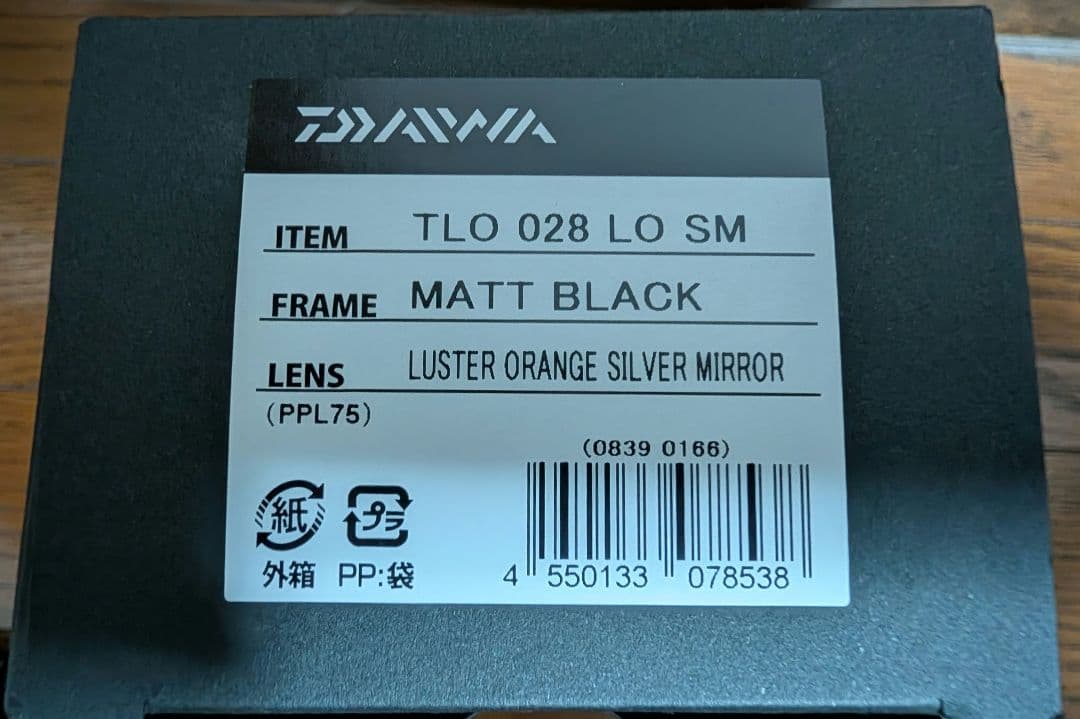 DAIWA
ITEM TLO 028 LO SM
FRAME MATT BLACK
LENS LUSTER ORANGE SILVER MIRROR
(PPL75)
(0839 0166)
紙 プラ
外箱 PP:袋
4 550133 078538